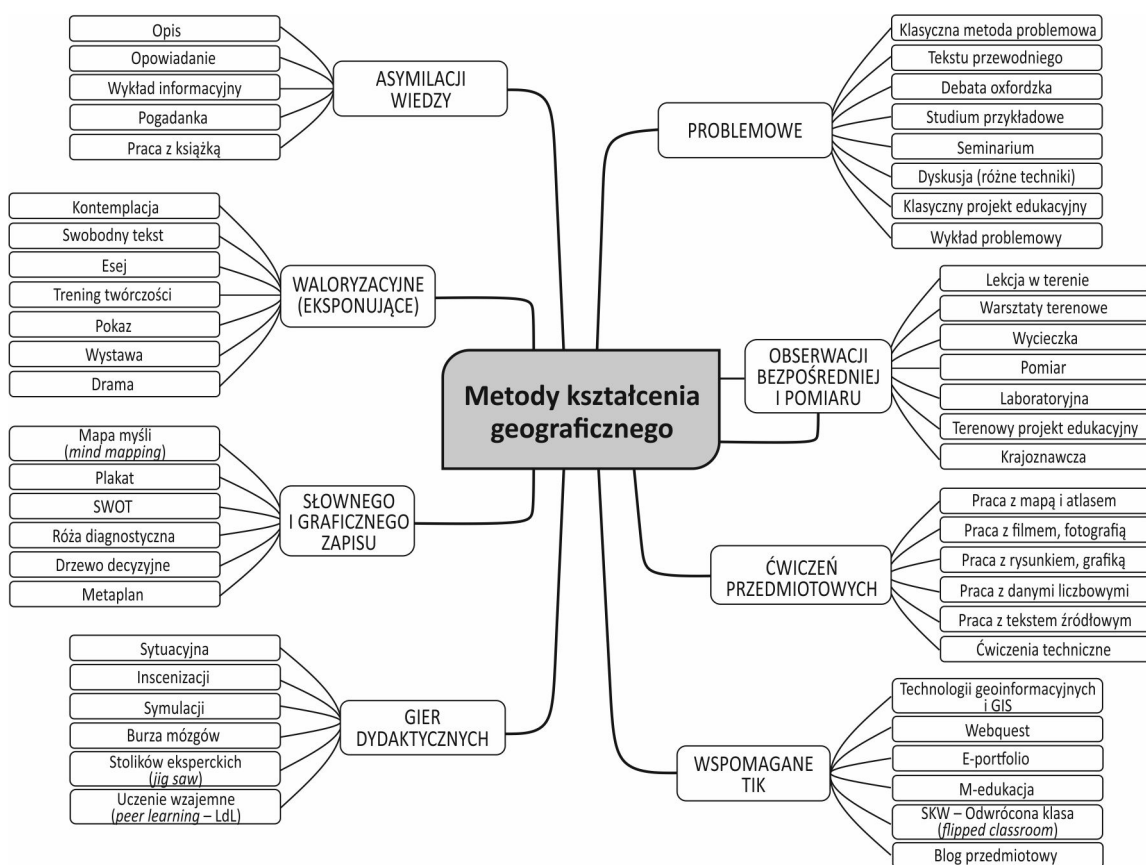 Opis
Opowiadanie
Wykład informacyjny
Pogadanka
Praca z książką
ASYMILACJI
WIEDZY
Kontemplacja
Swobodny tekst
Esej
Trening twórczości
Pokaz
Wystawa
Drama
WALORYZACYJNE
(EKSPONUJĄCE)
Mapa myśli
(mind mapping)
Plakat
SWOT
Róża diagnostyczna
Drzewo decyzyjne
Metaplan
SŁOWNEGO
I GRAFICZNEGO
ZAPISU
Sytuacyjna
Inscenizacji
Symulacji
Burza mózgów
Stolików eksperckich
(jig saw)
Uczenie wzajemne
(peer learning – LdL)
GIER
DYDAKTYCZNYCH
Metody kształcenia
geograficznego
PROBLEMOWE
Klasyczna metoda problemowa
Tekstu przewodniego
Debata oxfordzka
Studium przykładowe
Seminarium
Dyskusja (różne techniki)
Klasyczny projekt edukacyjny
Wykład problemowy
OBSERWACJI
BEZPOŚREDNIEJ
I POMIARU
Lekcja w terenie
Warsztaty terenowe
Wycieczka
Pomiar
Laboratoryjna
Terenowy projekt edukacyjny
Krajoznawcza
ĆWICZEŃ
PRZEDMIOTOWYCH
Praca z mapą i atlasem
Praca z filmem, fotografią
Praca z rysunkiem, grafiką
Praca z danymi liczbowymi
Praca z tekstem źródłowym
Ćwiczenia techniczne
WSPOMAGANE
TIK
Technologii geoinformacyjnych
i GIS
Webquest
E-portfolio
M-edukacja
SKW – Odwrócona klasa
(flipped classroom)
Blog przedmiotowy